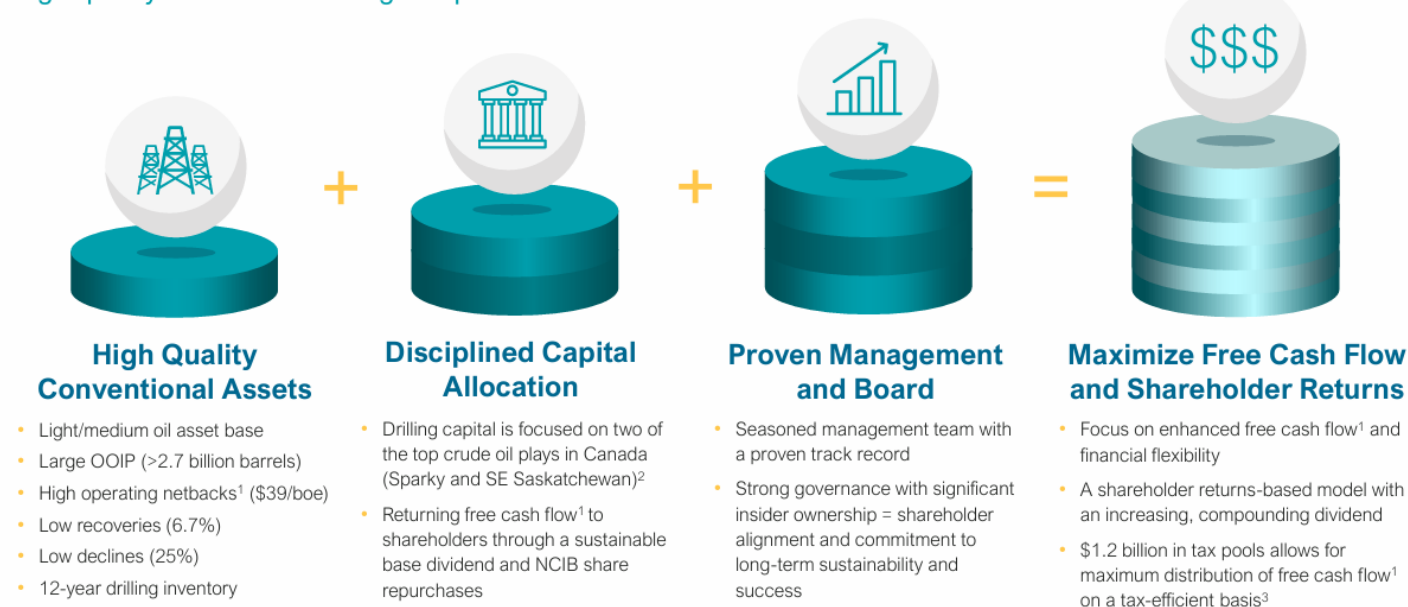 $$$
+
+
=
High Quality
Conventional Assets
• Light/medium oil asset base
• Large OOIP (>2.7 billion barrels)
• High operating netbacks¹ ($39/boe)
• Low recoveries (6.7%)
• Low declines (25%)
• 12-year drilling inventory
Disciplined Capital
Allocation
• Drilling capital is focused on two of
the top crude oil plays in Canada
(Sparky and SE Saskatchewan)²
• Returning free cash flow¹ to
shareholders through a sustainable
base dividend and NCIB share
repurchases
Proven Management
and Board
• Seasoned management team with
a proven track record
• Strong governance with significant
insider ownership = shareholder
alignment and commitment to
long-term sustainability and
success
Maximize Free Cash Flow
and Shareholder Returns
• Focus on enhanced free cash flow¹ and
financial flexibility
• A shareholder returns-based model with
an increasing, compounding dividend
• $1.2 billion in tax pools allows for
maximum distribution of free cash flow¹
on a tax-efficient basis³